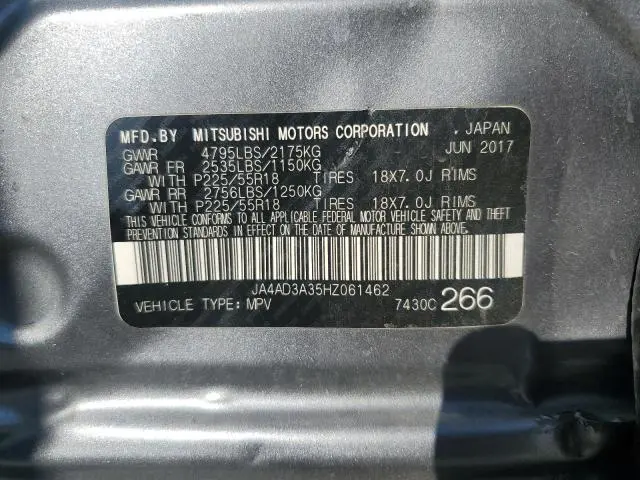 MFD.BY MITSUBISHI MOTORS CORPORATION , JAPAN
GVWR 4795LBS/2175KG JUN 2017
GAWR FR 2535LBS/1150KG
WITH P225/55R18 TIRES 18X7.0J RIMS
GAWR RR 2756LBS/1250KG
WITH P225/55R18 TIRES 18X7.0J RIMS
THIS VEHICLE CONFORMS TO ALL APPLICABLE FEDERAL MOTOR VEHICLE SAFETY AND THEFT
PREVENTION STANDARDS IN EFFECT ON THE DATE OF MANUFACTURE SHOWN ABOVE.
JA4AD3A35HZ061462
VEHICLE TYPE: MPV 7430C 266